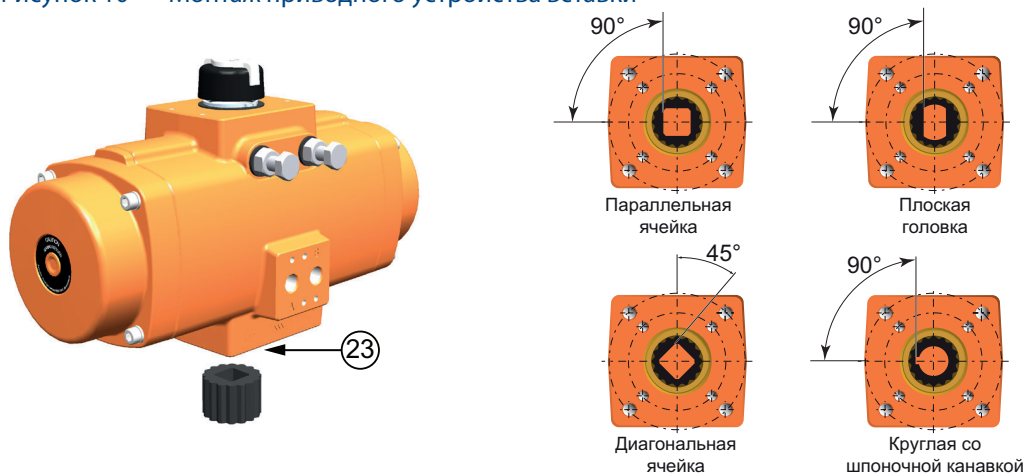 Рисунок 10 Монтаж приводного устройства вставки
90°
90°
Параллельная
ячейка
Плоская
головка
45°
90°
CAUTION
23
Диагональная
ячейка
Круглая со
шпоночной канавкой